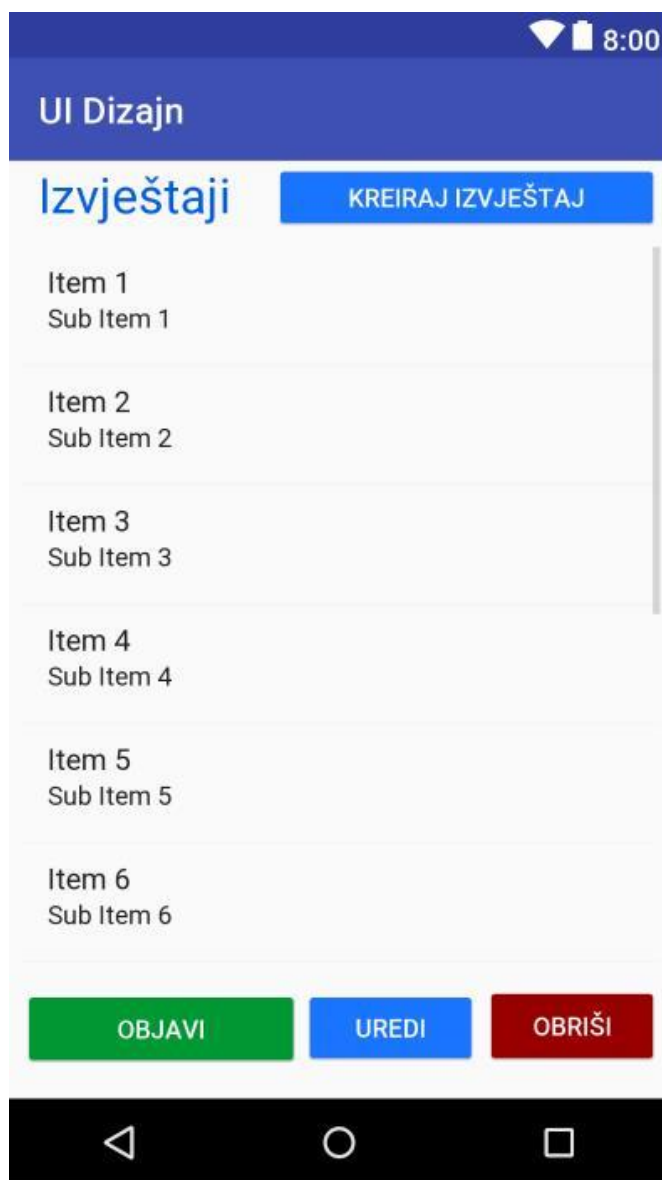 8:00
UI Dizajn
Izvještaji
KREIRAJ IZVJEŠTAJ
Item 1
Sub Item 1
Item 2
Sub Item 2
Item 3
Sub Item 3
Item 4
Sub Item 4
Item 5
Sub Item 5
Item 6
Sub Item 6
OBJAVI
UREDI
OBRIŠI